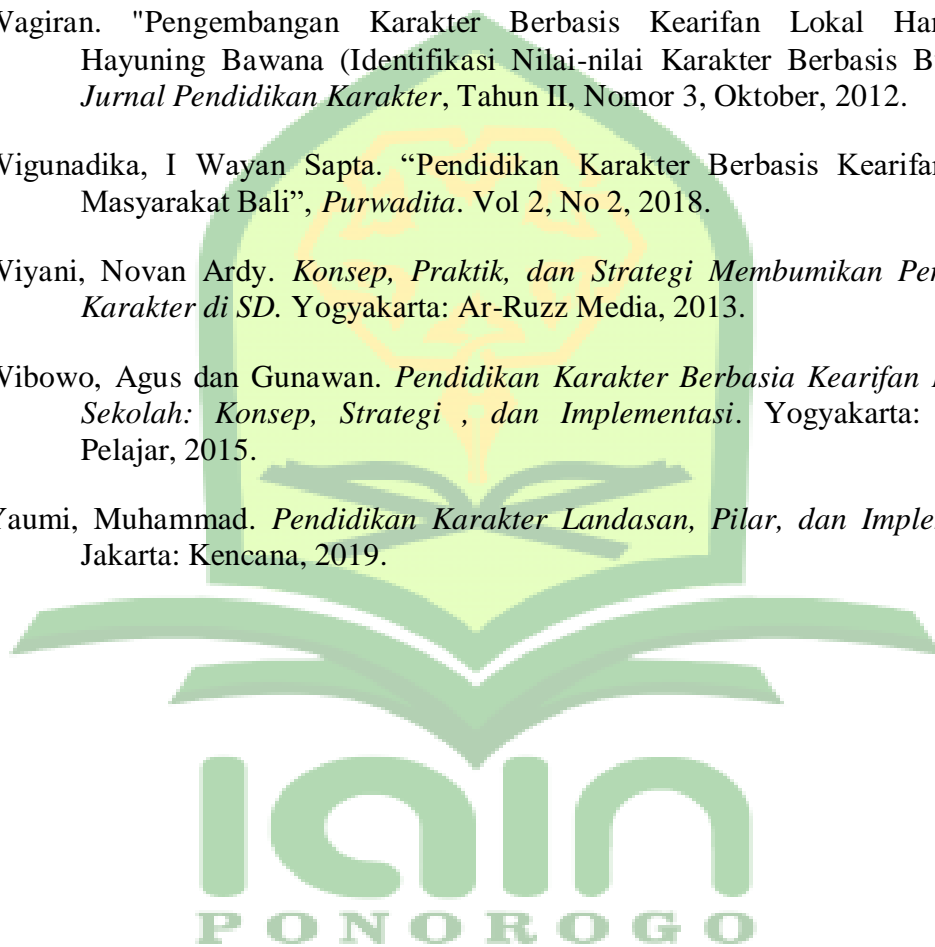 Wagiran. "Pengembangan Karakter Berbasis Kearifan Lokal Ha
Hayuning Bawana (Identifikasi Nilai-nilai Karakter Berbasis B
Jurnal Pendidikan Karakter, Tahun II, Nomor 3, Oktober, 2012.
Wigunadika, I Wayan Sapta. “Pendidikan Karakter Berbasis Kearifan
Masyarakat Bali”, Purwadita. Vol 2, No 2, 2018.
Wiyani, Novan Ardy. Konsep, Praktik, dan Strategi Membumikan Pe
Karakter di SD. Yogyakarta: Ar-Ruzz Media, 2013.
Wibowo, Agus dan Gunawan. Pendidikan Karakter Berbasia Kearifan
Sekolah: Konsep, Strategi , dan Implementasi. Yogyakarta:
Pelajar, 2015.
Yaumi, Muhammad. Pendidikan Karakter Landasan, Pilar, dan Imple
Jakarta: Kencana, 2019.
IAIN
PONOROGO